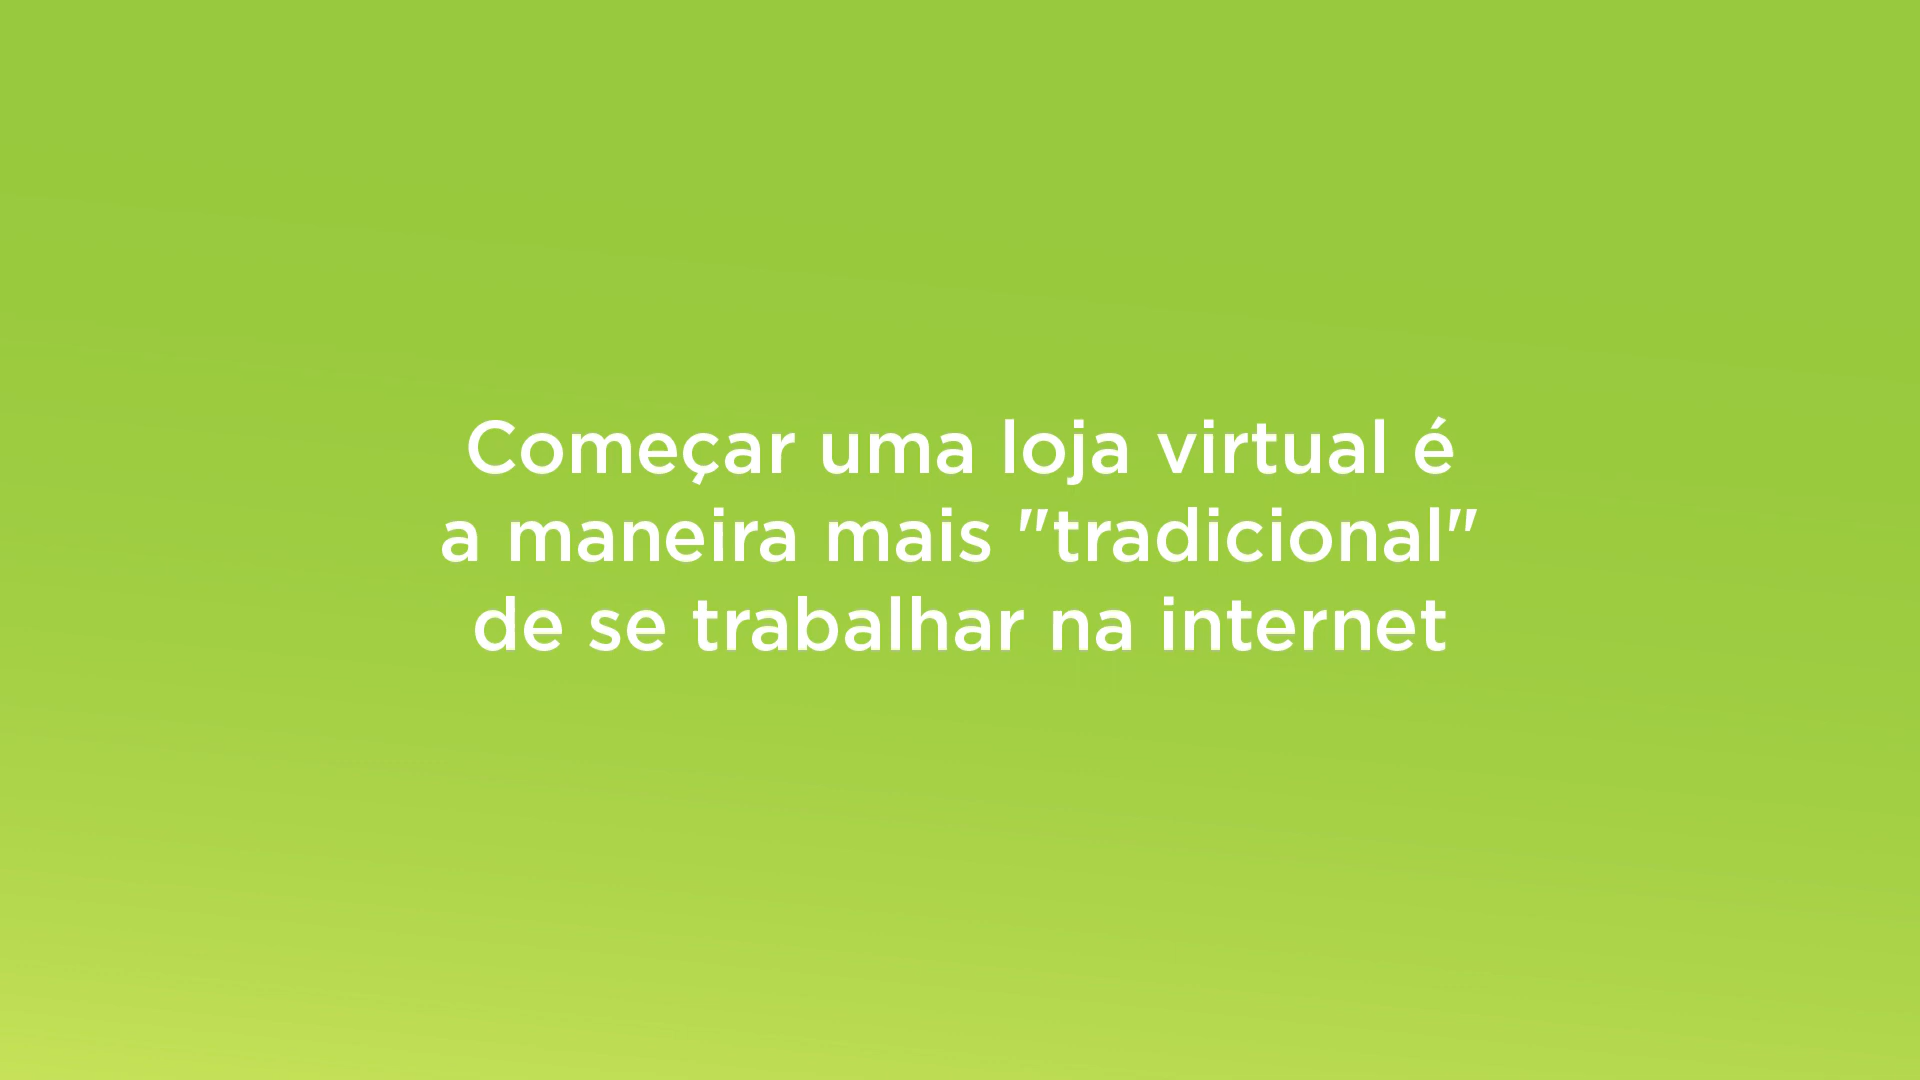 Começar uma loja virtual é
a maneira mais "tradicional"
de se trabalhar na internet